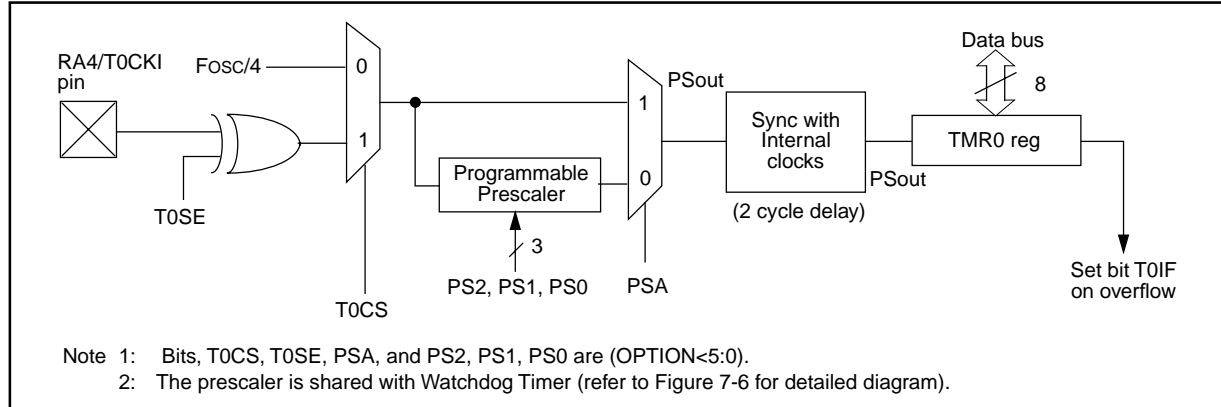 RA4/T0CKI
pin
FOSC/4
0
1
T0SE
T0CS
Programmable
Prescaler
3
PS2, PS1, PS0
1
0
PSA
PSout
Sync with
Internal
clocks
(2 cycle delay)
PSout
Data bus
8
TMR0 reg
Set bit T0IF
on overflow
Note 1: Bits, T0CS, T0SE, PSA, and PS2, PS1, PS0 are (OPTION<5:0).
2: The prescaler is shared with Watchdog Timer (refer to Figure 7-6 for detailed diagram).